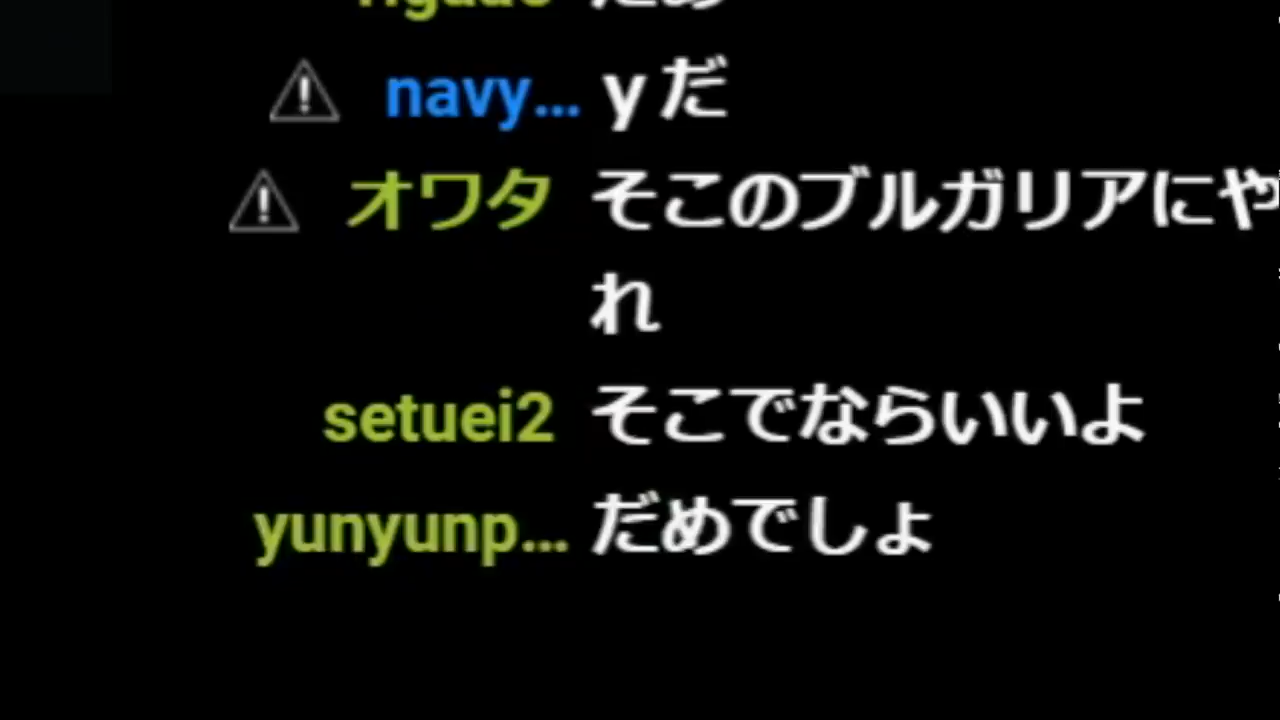 navy... yだ
オワタ そこのブルガリアにや
れ
setuei2 そこでならいいよ
yunyunp... だめでしょ